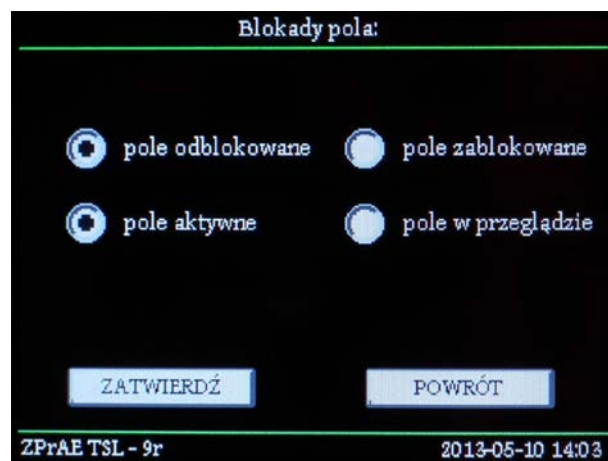 Blokady pola:
pole odblokowane pole zablokowane
pole aktywne pole w przeglądzie
ZATWIERDŹ POWRÓT
ZPrAE TSL - 9r 2013-05-10 14:03